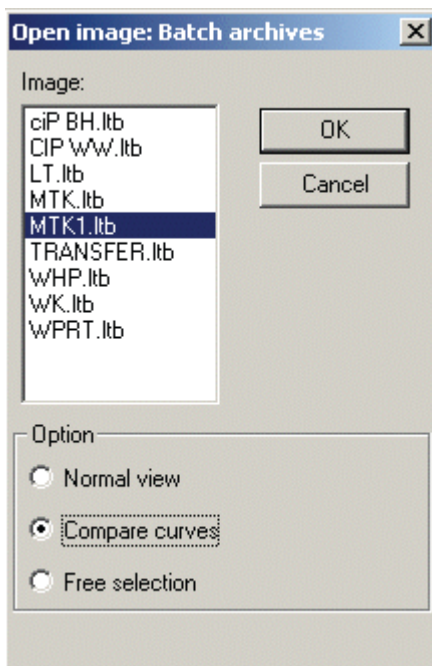 Open image: Batch archives
Image:
ciP BH.ltb
CIP WW.ltb
LT.ltb
MTK.ltb
MTK1.ltb
TRANSFER.ltb
WHP.ltb
WK.ltb
WPRT.ltb
OK
Cancel
Option
Normal view
Compare curves
Free selection